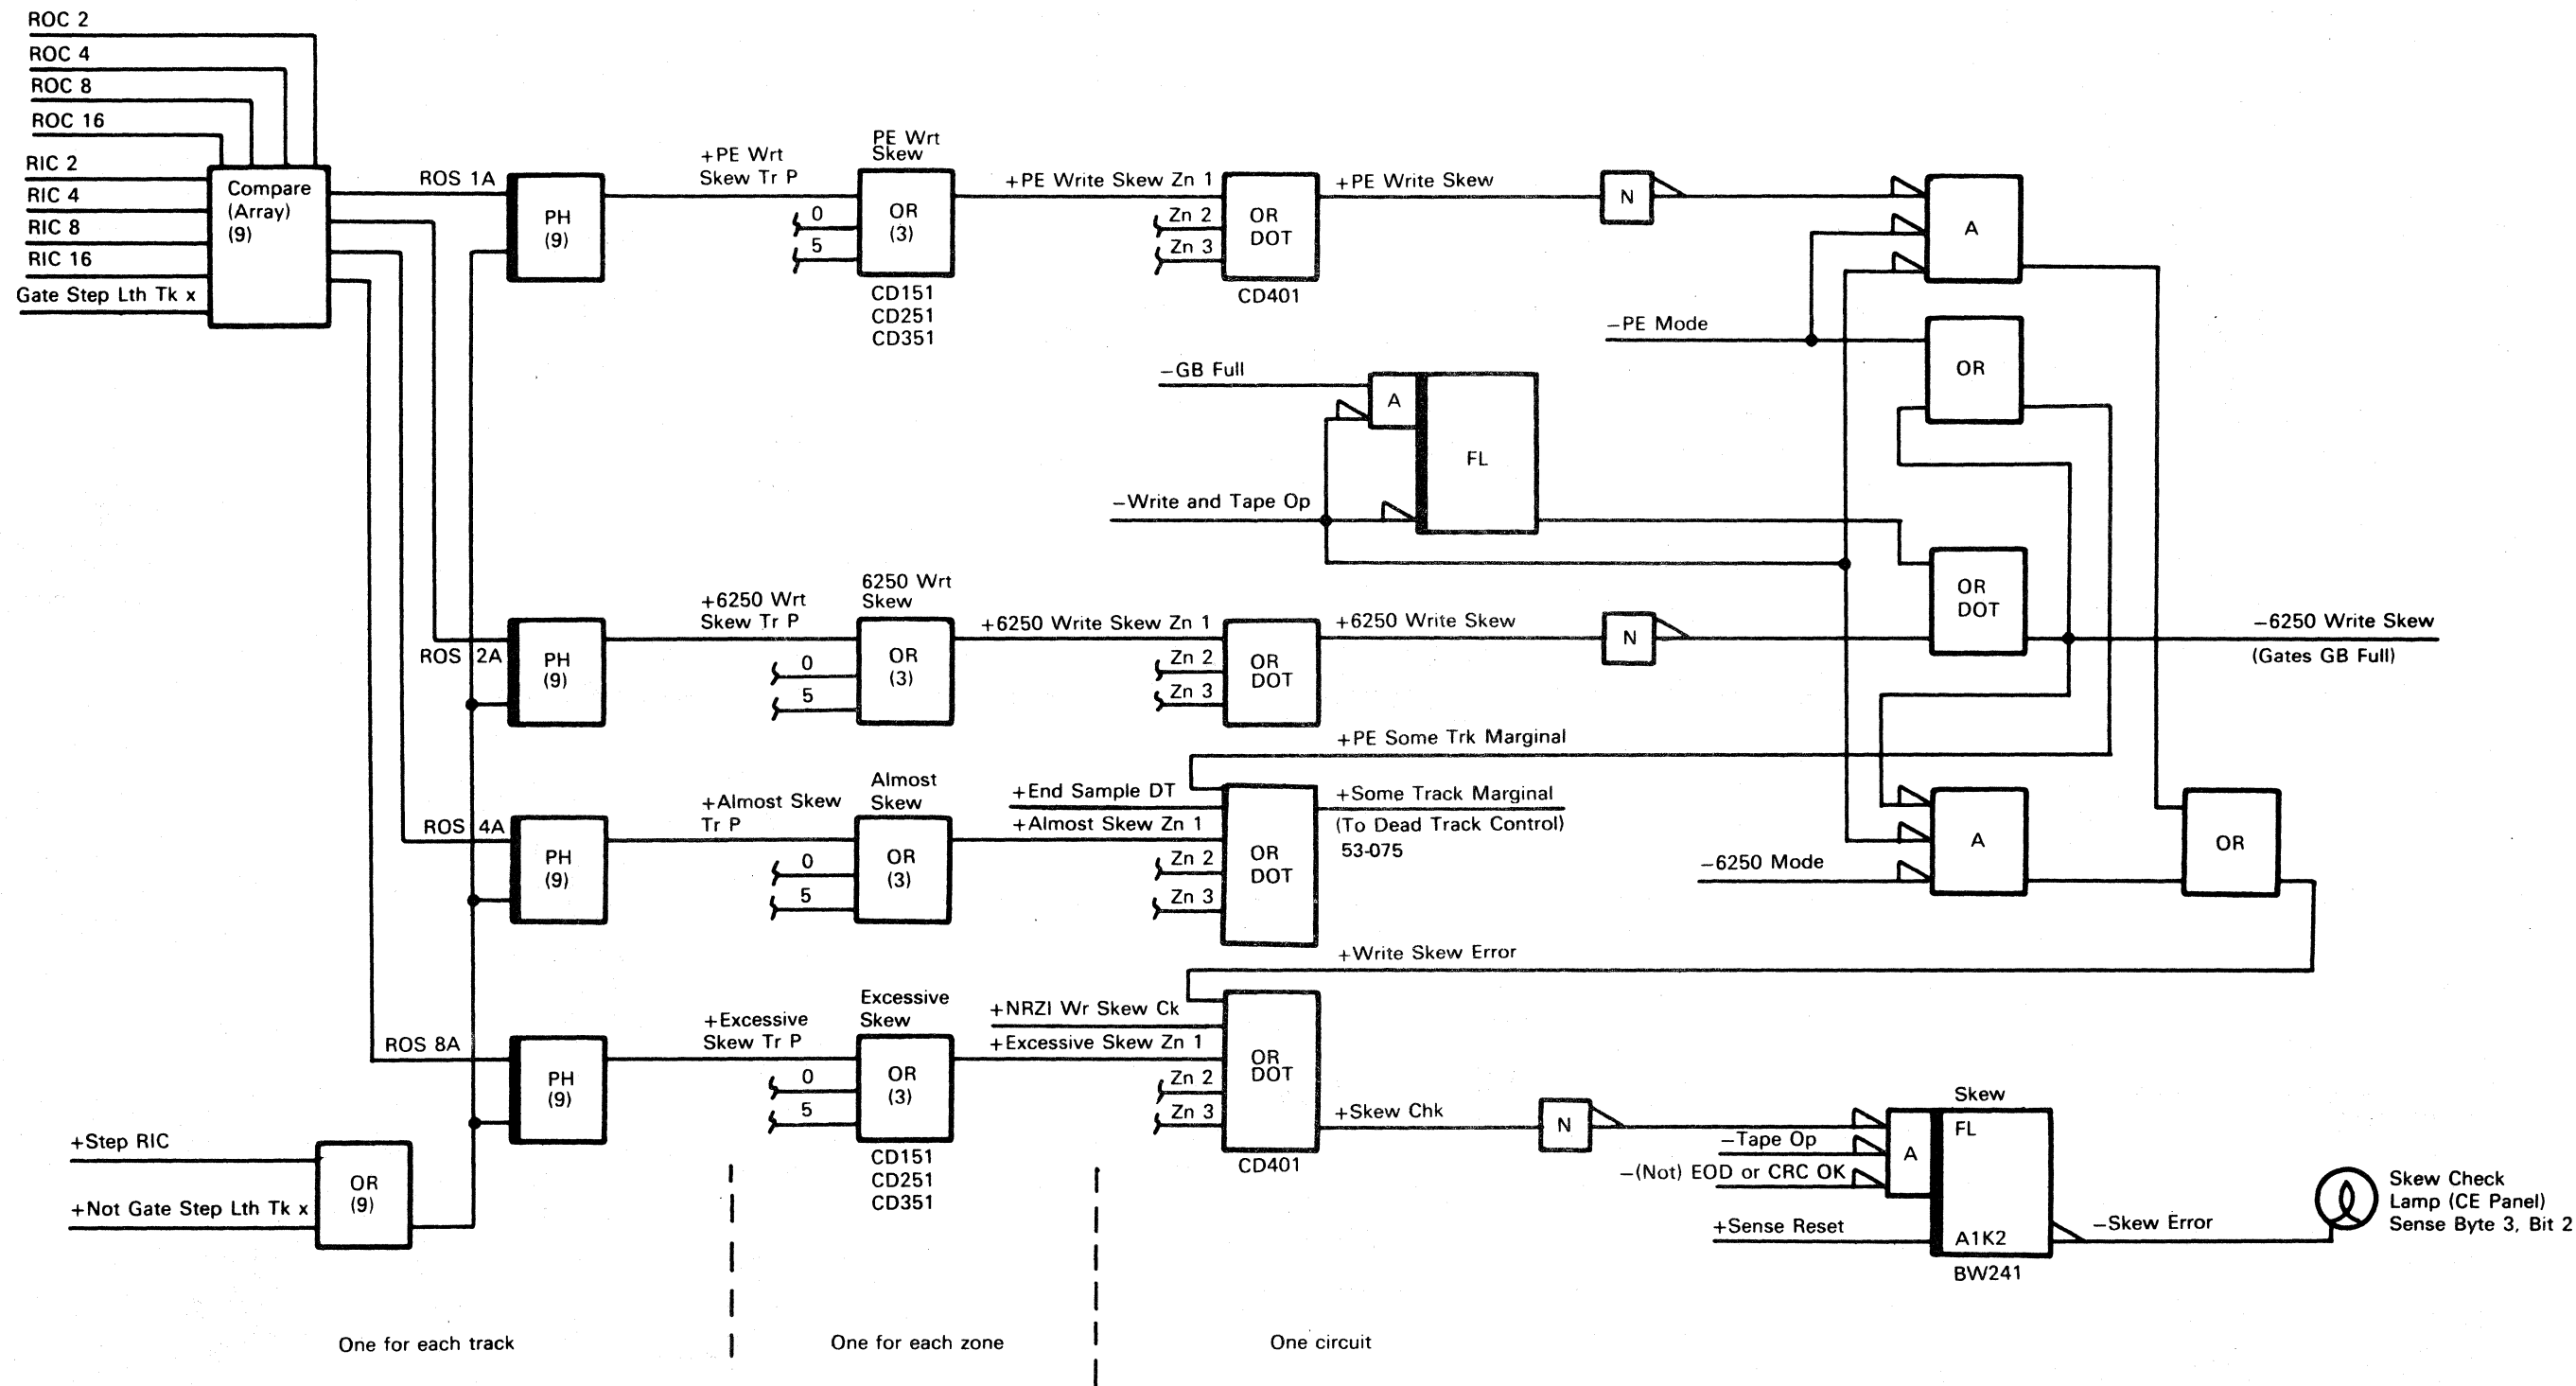 ROC 2
ROC 4
ROC 8
ROC 16
RIC 2
RIC 4
RIC 8
RIC 16
Gate Step Lth Tk x
Compare
(Array)
(9)
ROS 1A
PH
(9)
+PE Wrt
Skew Tr P
0
5
PE Wrt
Skew
OR
(3)
CD151
CD251
CD351
+PE Write Skew Zn 1
Zn 2
Zn 3
OR
DOT
CD401
+PE Write Skew
N
A
−PE Mode
OR
−GB Full
A
FL
−Write and Tape Op
ROS 2A
PH
(9)
+6250 Wrt
Skew Tr P
0
5
6250 Wrt
Skew
OR
(3)
+6250 Write Skew Zn 1
Zn 2
Zn 3
OR
DOT
+6250 Write Skew
N
OR
DOT
−6250 Write Skew
(Gates GB Full)
+PE Some Trk Marginal
ROS 4A
PH
(9)
+Almost Skew
Tr P
0
5
Almost
Skew
OR
(3)
+End Sample DT
+Almost Skew Zn 1
Zn 2
Zn 3
OR
DOT
+Some Track Marginal
(To Dead Track Control)
53-075
−6250 Mode
A
OR
+Write Skew Error
ROS 8A
PH
(9)
+Excessive
Skew Tr P
0
5
Excessive
Skew
OR
(3)
CD151
CD251
CD351
+NRZI Wr Skew Ck
+Excessive Skew Zn 1
Zn 2
Zn 3
OR
DOT
CD401
+Skew Chk
N
−Tape Op
−(Not) EOD or CRC OK
+Sense Reset
A
Skew
FL
A1K2
BW241
−Skew Error
Skew Check
Lamp (CE Panel)
Sense Byte 3, Bit 2
+Step RIC
+Not Gate Step Lth Tk x
OR
(9)
One for each track
One for each zone
One circuit